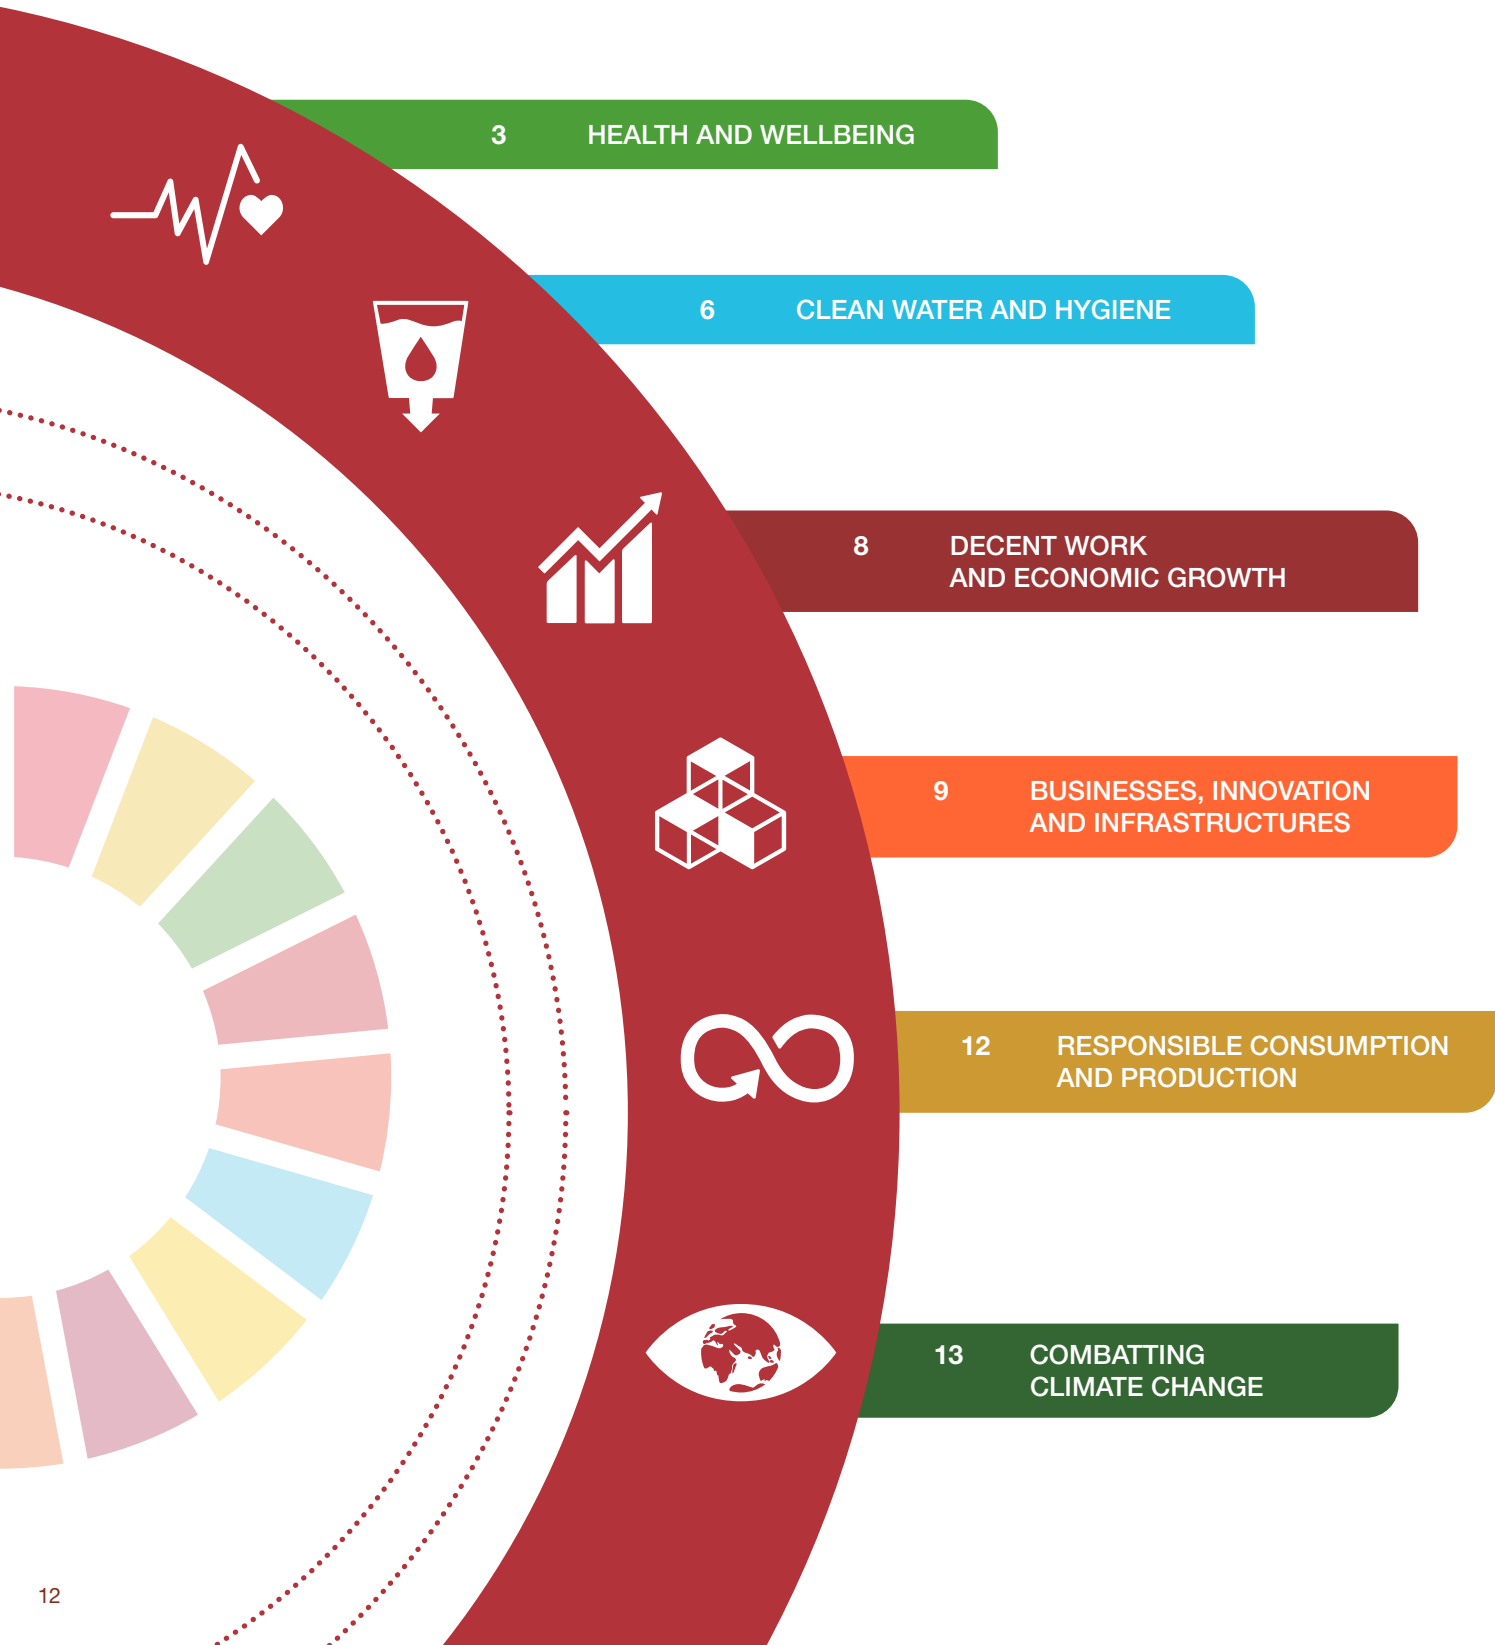 3 HEALTH AND WELLBEING
6 CLEAN WATER AND HYGIENE
8 DECENT WORK
AND ECONOMIC GROWTH
9 BUSINESSES, INNOVATION
AND INFRASTRUCTURES
12 RESPONSIBLE CONSUMPTION
AND PRODUCTION
13 COMBATTING
CLIMATE CHANGE
12